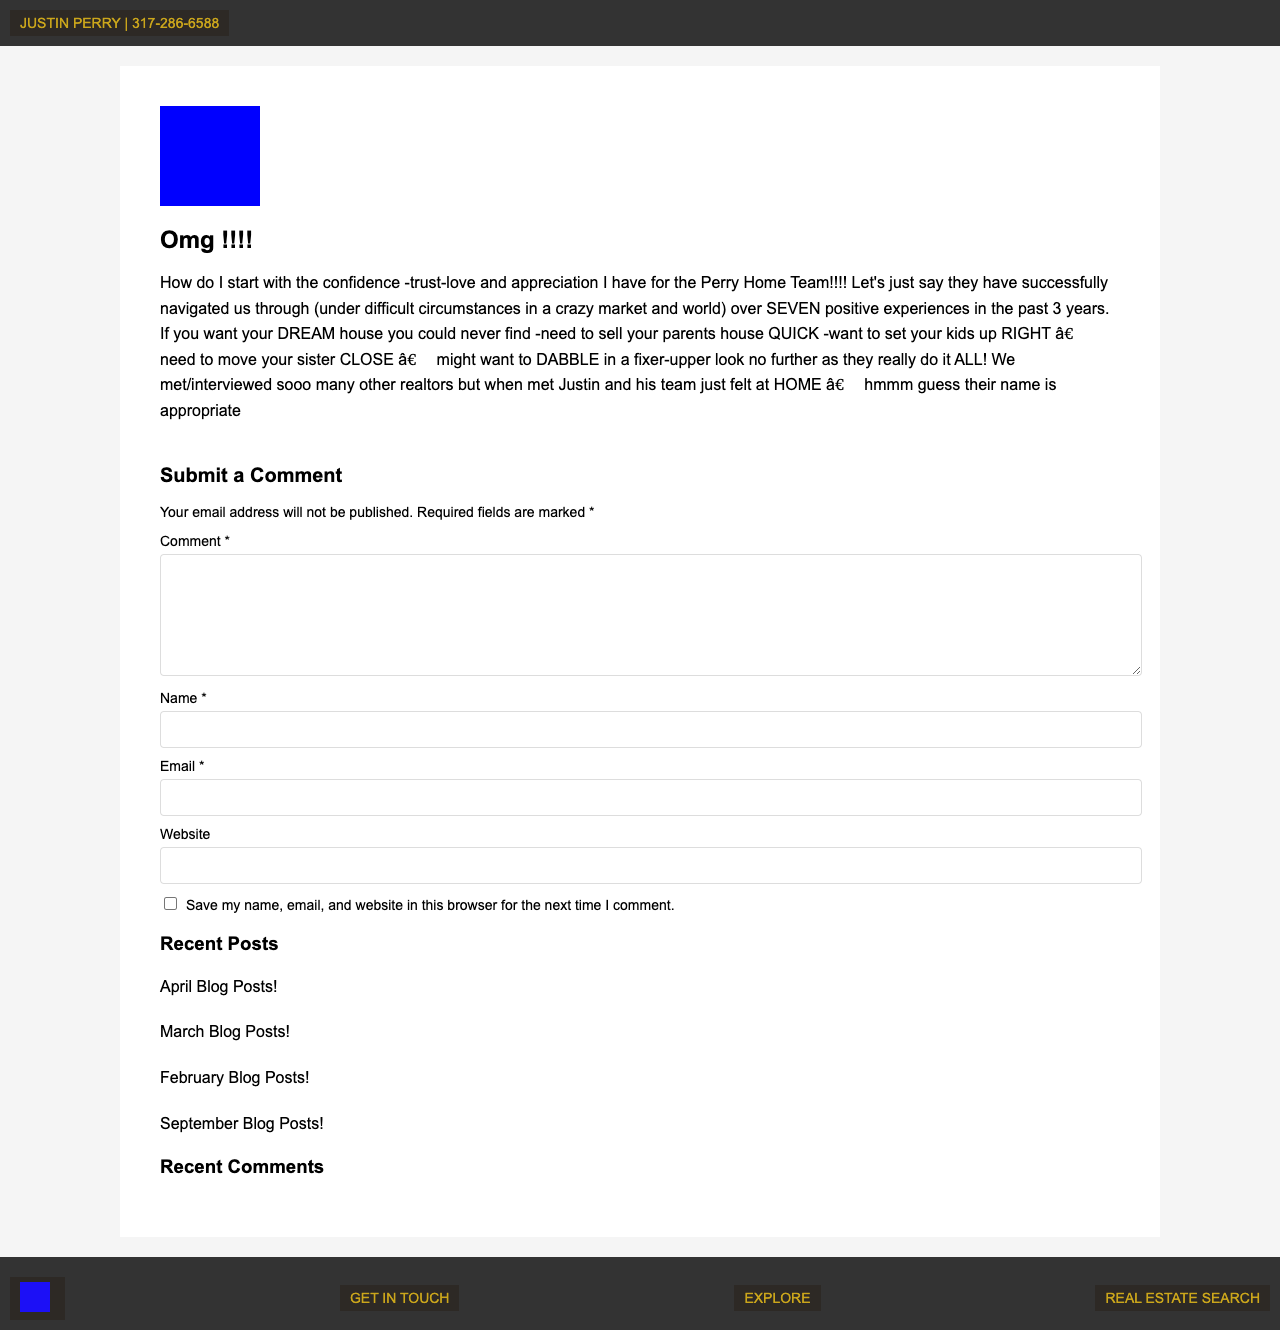 JUSTIN PERRY | 317-286-6588
Omg !!!!
How do I start with the confidence -trust-love and appreciation I have for the Perry Home Team!!!! Let's just say they have successfully
navigated us through (under difficult circumstances in a crazy market and world) over SEVEN positive experiences in the past 3 years.
If you want your DREAM house you could never find -need to sell your parents house QUICK -want to set your kids up RIGHT â€
need to move your sister CLOSE â€ might want to DABBLE in a fixer-upper look no further as they really do it ALL! We
met/interviewed sooo many other realtors but when met Justin and his team just felt at HOME â€ hmmm guess their name is
appropriate
Submit a Comment
Your email address will not be published. Required fields are marked *
Comment *
Name *
Email *
Website
Save my name, email, and website in this browser for the next time I comment.
Recent Posts
April Blog Posts!
March Blog Posts!
February Blog Posts!
September Blog Posts!
Recent Comments
GET IN TOUCH
EXPLORE
REAL ESTATE SEARCH